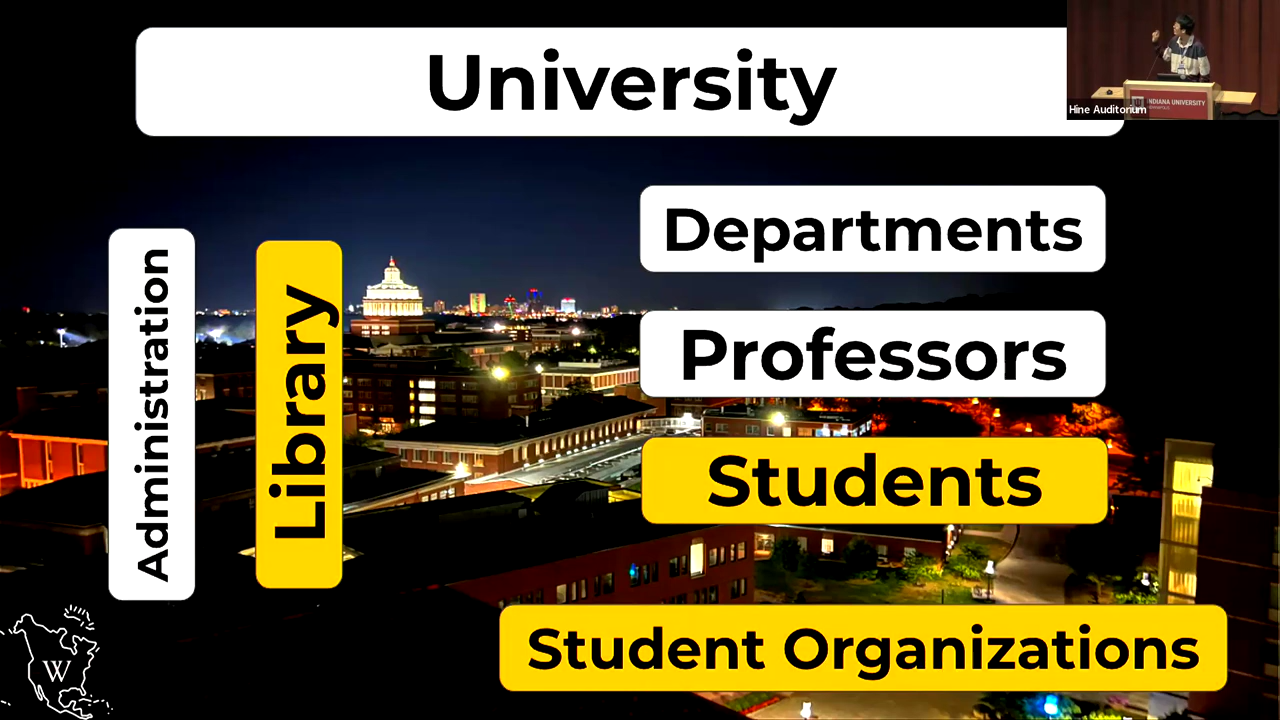 University
Hine Auditorium
INDIANA UNIVERSITY
Departments
Administration
Library
Professors
Students
Student Organizations
W